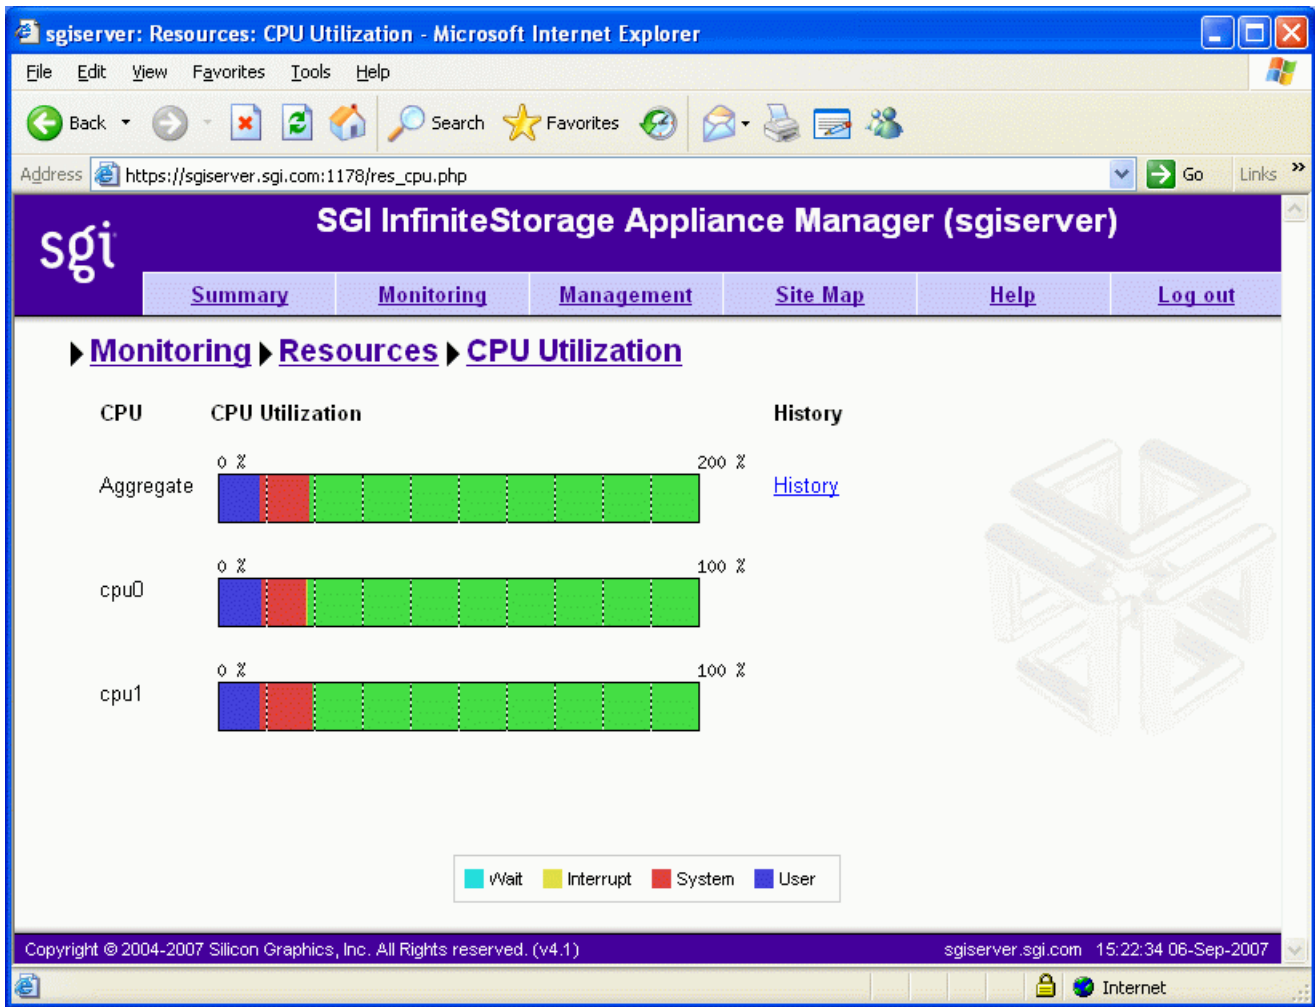 sgiserver: Resources: CPU Utilization - Microsoft Internet Explorer
File Edit View Favorites Tools Help
Back Search Favorites
Address https://sgiserver.sgi.com:1178/res_cpu.php Go Links »
sgi
SGI InfiniteStorage Appliance Manager (sgiserver)
Summary Monitoring Management Site Map Help Log out
Monitoring Resources CPU Utilization
CPU CPU Utilization History
0 % 200 %
Aggregate History
0 % 100 %
cpu0
0 % 100 %
cpu1
Wait Interrupt System User
Copyright © 2004-2007 Silicon Graphics, Inc. All Rights reserved. (v4.1) sgiserver.sgi.com 15:22:34 06-Sep-2007
Internet